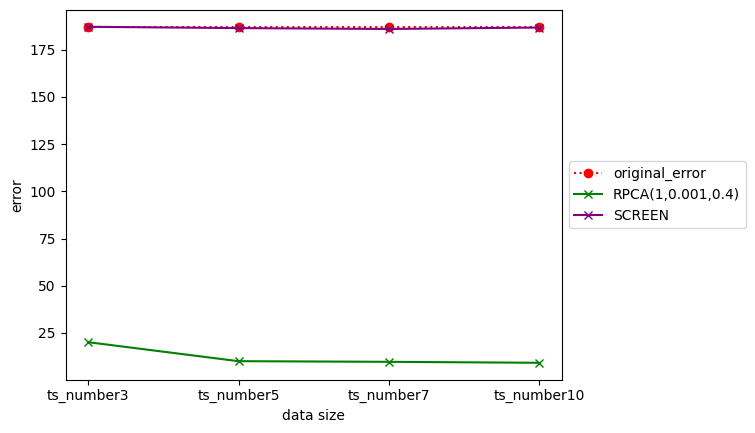 175
150
125
100
75
50
25
error
ts_number3
ts_number5
ts_number7
ts_number10
data size
original_error
RPCA(1,0.001,0.4)
SCREEN